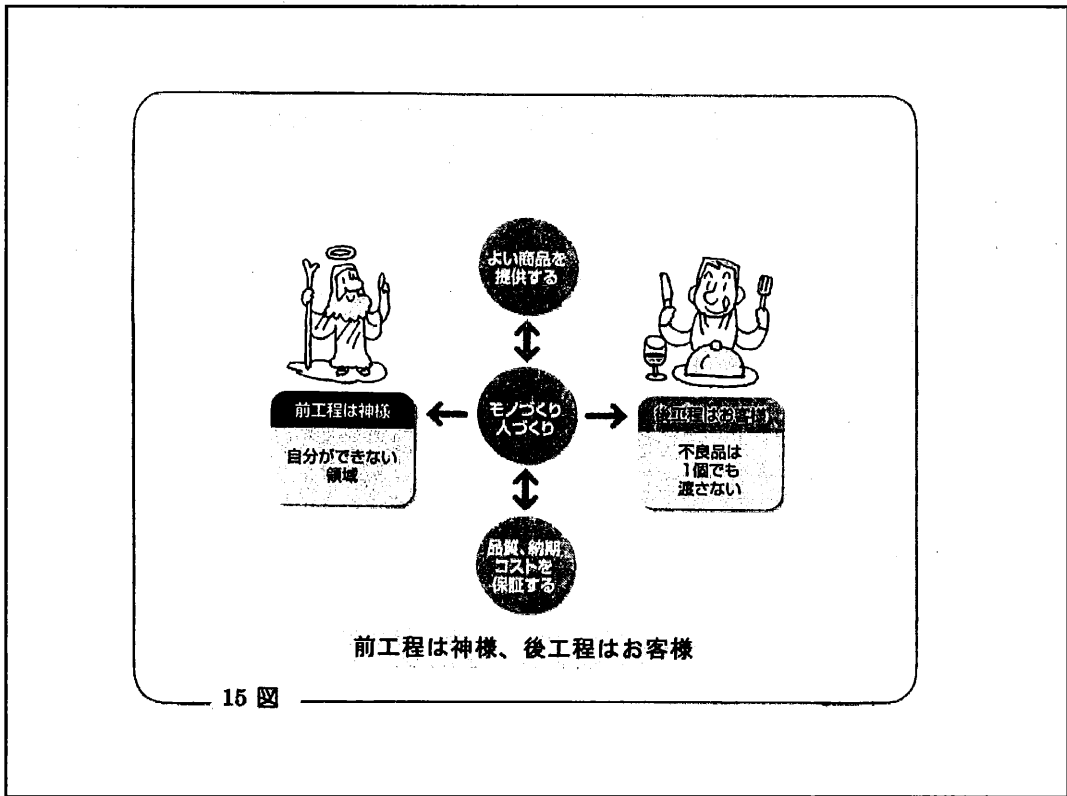 よい商品を
提供する
前工程は神様
自分ができない
領域
モノづくり
人づくり
後工程はお客様
不良品は
1個でも
渡さない
品質、納期、
コストを
保証する
前工程は神様、後工程はお客様
15 図